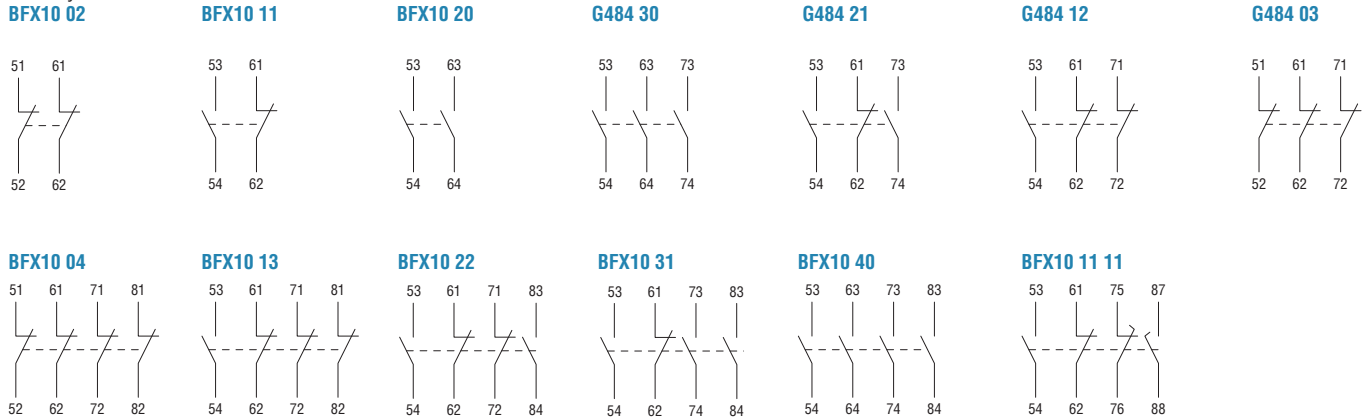 BFX10 02 BFX10 11 BFX10 20 G484 30 G484 21 G484 12 G484 03
51 61 53 61 53 63 53 63 73 53 61 73 53 61 71 51 61 71
52 62 54 62 54 64 54 64 74 54 62 74 54 62 72 52 62 72
BFX10 04 BFX10 13 BFX10 22 BFX10 31 BFX10 40 BFX10 11 11
51 61 71 81 53 61 71 81 53 61 71 83 53 61 73 83 53 63 73 83 53 61 75 87
52 62 72 82 54 62 72 82 54 62 72 84 54 62 74 84 54 64 74 84 54 62 76 88